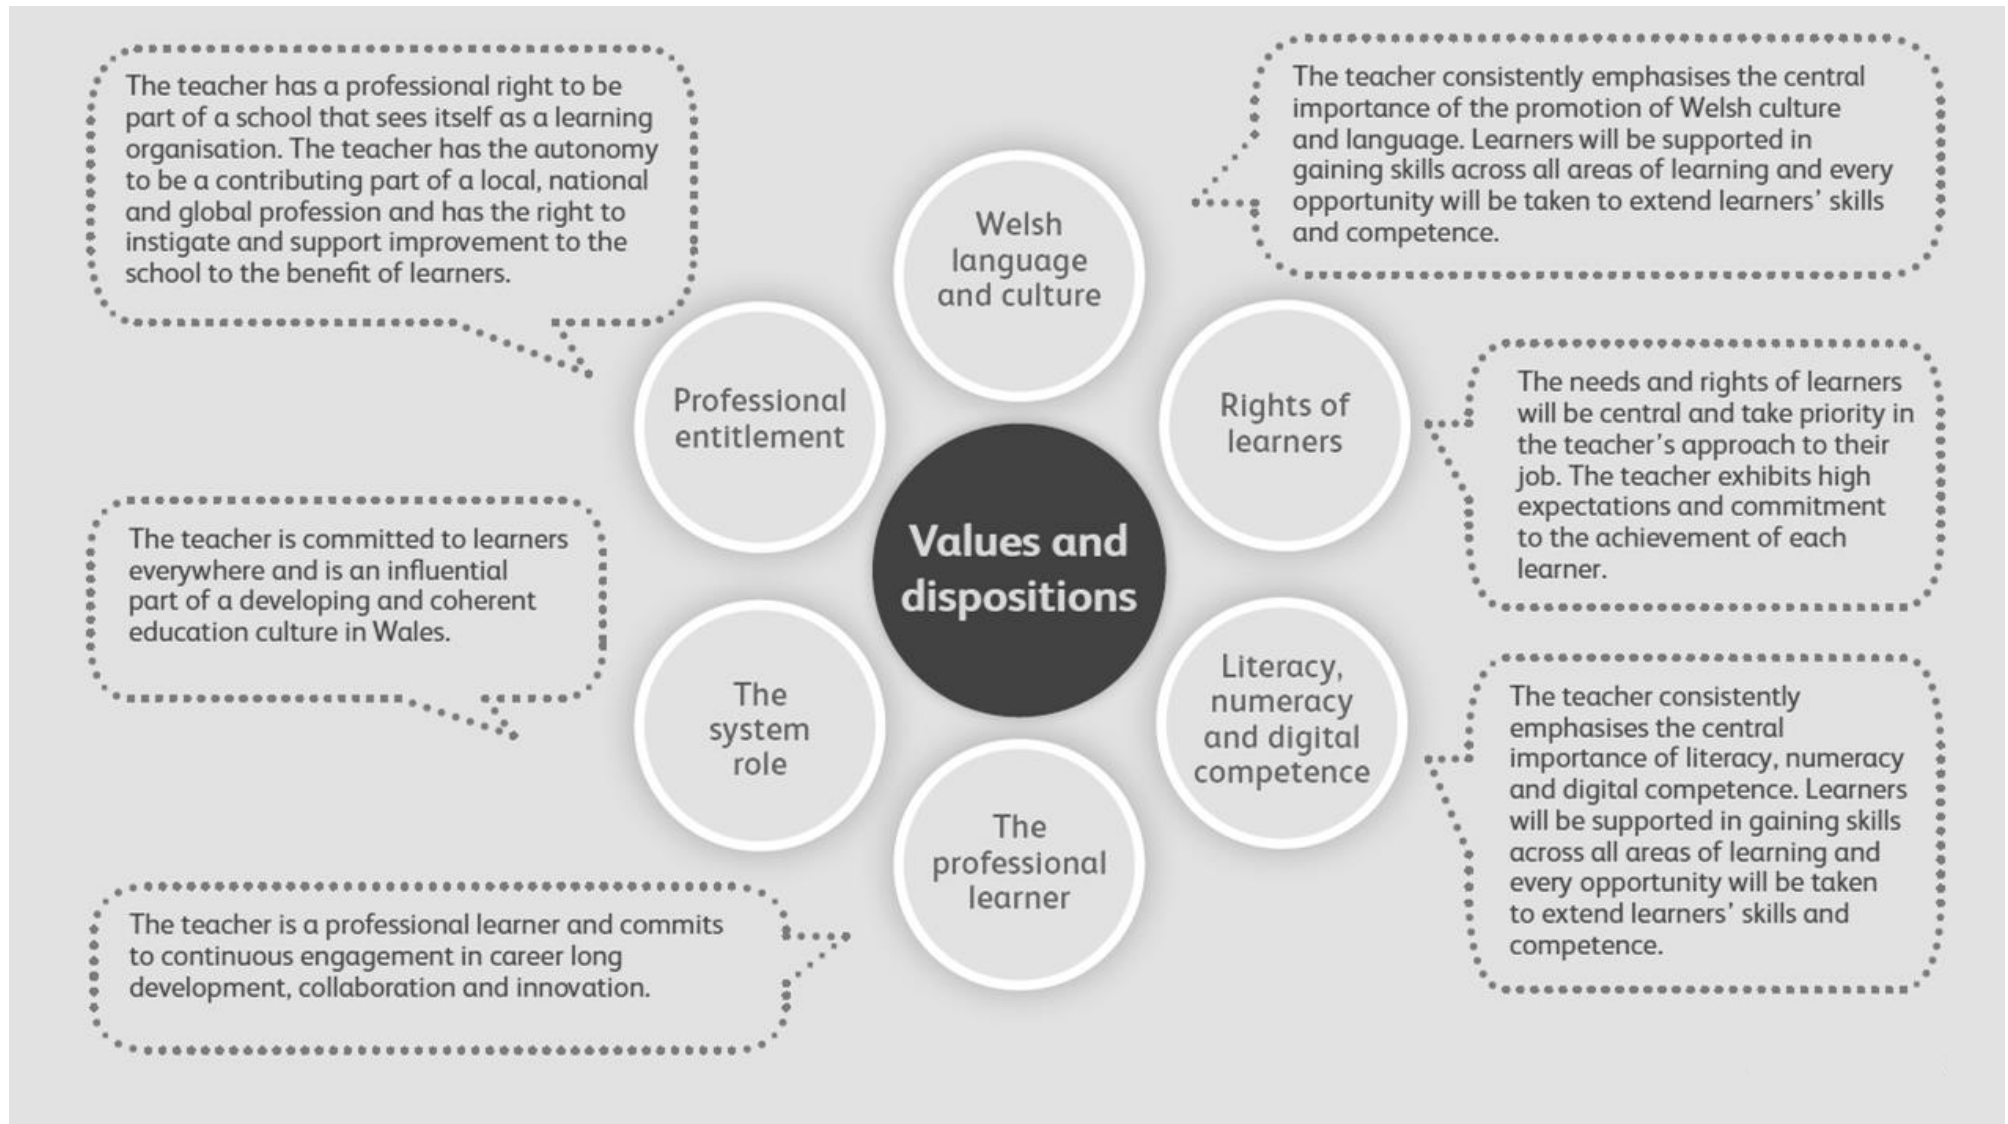 The teacher has a professional right to be
part of a school that sees itself as a learning
organisation. The teacher has the autonomy
to be a contributing part of a local, national
and global profession and has the right to
instigate and support improvement to the
school to the benefit of learners.
The teacher consistently emphasises the central
importance of the promotion of Welsh culture
and language. Learners will be supported in
gaining skills across all areas of learning and every
opportunity will be taken to extend learners’ skills
and competence.
Welsh
language
and culture
Professional
entitlement
Rights of
learners
The needs and rights of learners
will be central and take priority in
the teacher’s approach to their
job. The teacher exhibits high
expectations and commitment
to the achievement of each
learner.
Values and
dispositions
The teacher is committed to learners
everywhere and is an influential
part of a developing and coherent
education culture in Wales.
The
system
role
Literacy,
numeracy
and digital
competence
The teacher consistently
emphasises the central
importance of literacy, numeracy
and digital competence. Learners
will be supported in gaining skills
across all areas of learning and
every opportunity will be taken
to extend learners’ skills and
competence.
The
professional
learner
The teacher is a professional learner and commits
to continuous engagement in career long
development, collaboration and innovation.